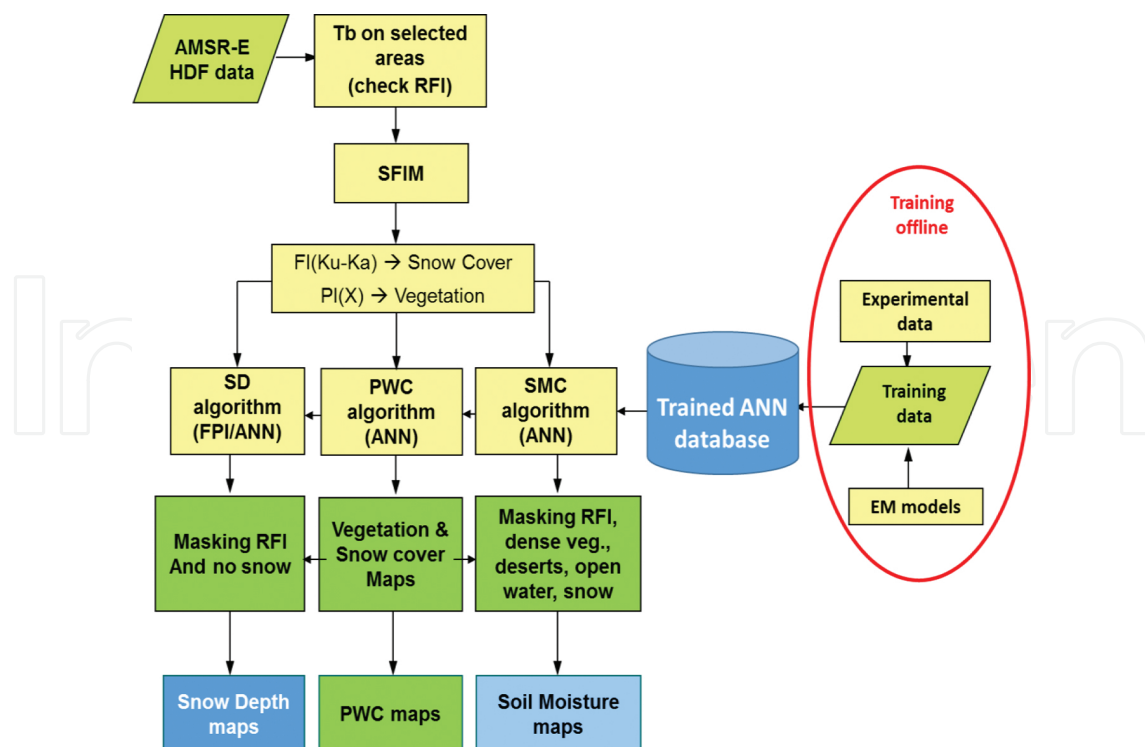 AMSR-E
HDF data
Tb on selected
areas
(check RFI)
SFIM
FI(Ku-Ka) → Snow Cover
PI(X) → Vegetation
SD
algorithm
(FPI/ANN)
PWC
algorithm
(ANN)
SMC
algorithm
(ANN)
Trained ANN
database
Training
offline
Experimental
data
Training
data
EM models
Masking RFI
And no snow
Vegetation &
Snow cover
Maps
Masking RFI,
dense veg.,
deserts, open
water, snow
Snow Depth
maps
PWC maps
Soil Moisture
maps